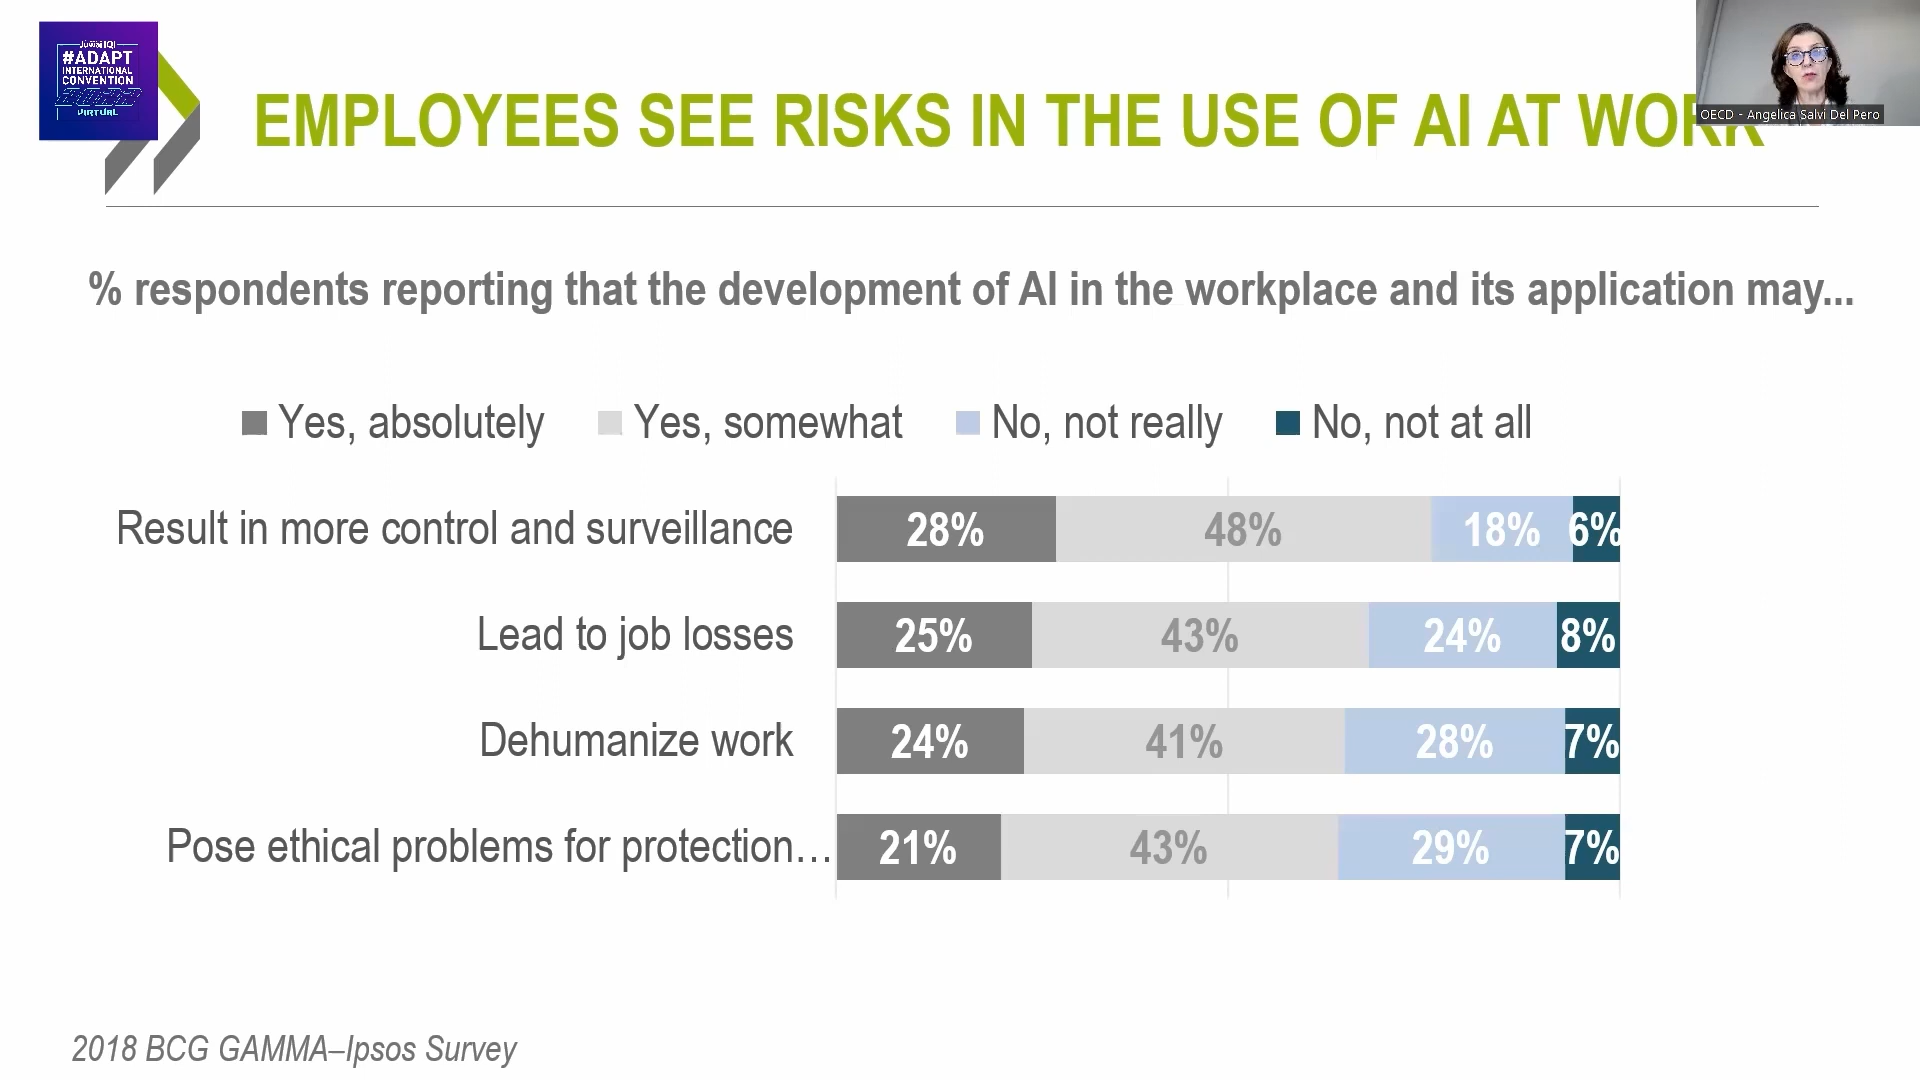 Juwai IQI
#ADAPT
INTERNATIONAL
CONVENTION
VIRTUAL
EMPLOYEES SEE RISKS IN THE USE OF AI AT WORK
OECD - Angelica Salvi Del Pero
% respondents reporting that the development of AI in the workplace and its application may...
Yes, absolutely Yes, somewhat No, not really No, not at all
Result in more control and surveillance 28% 48% 18% 6%
Lead to job losses 25% 43% 24% 8%
Dehumanize work 24% 41% 28% 7%
Pose ethical problems for protection… 21% 43% 29% 7%
2018 BCG GAMMA–Ipsos Survey